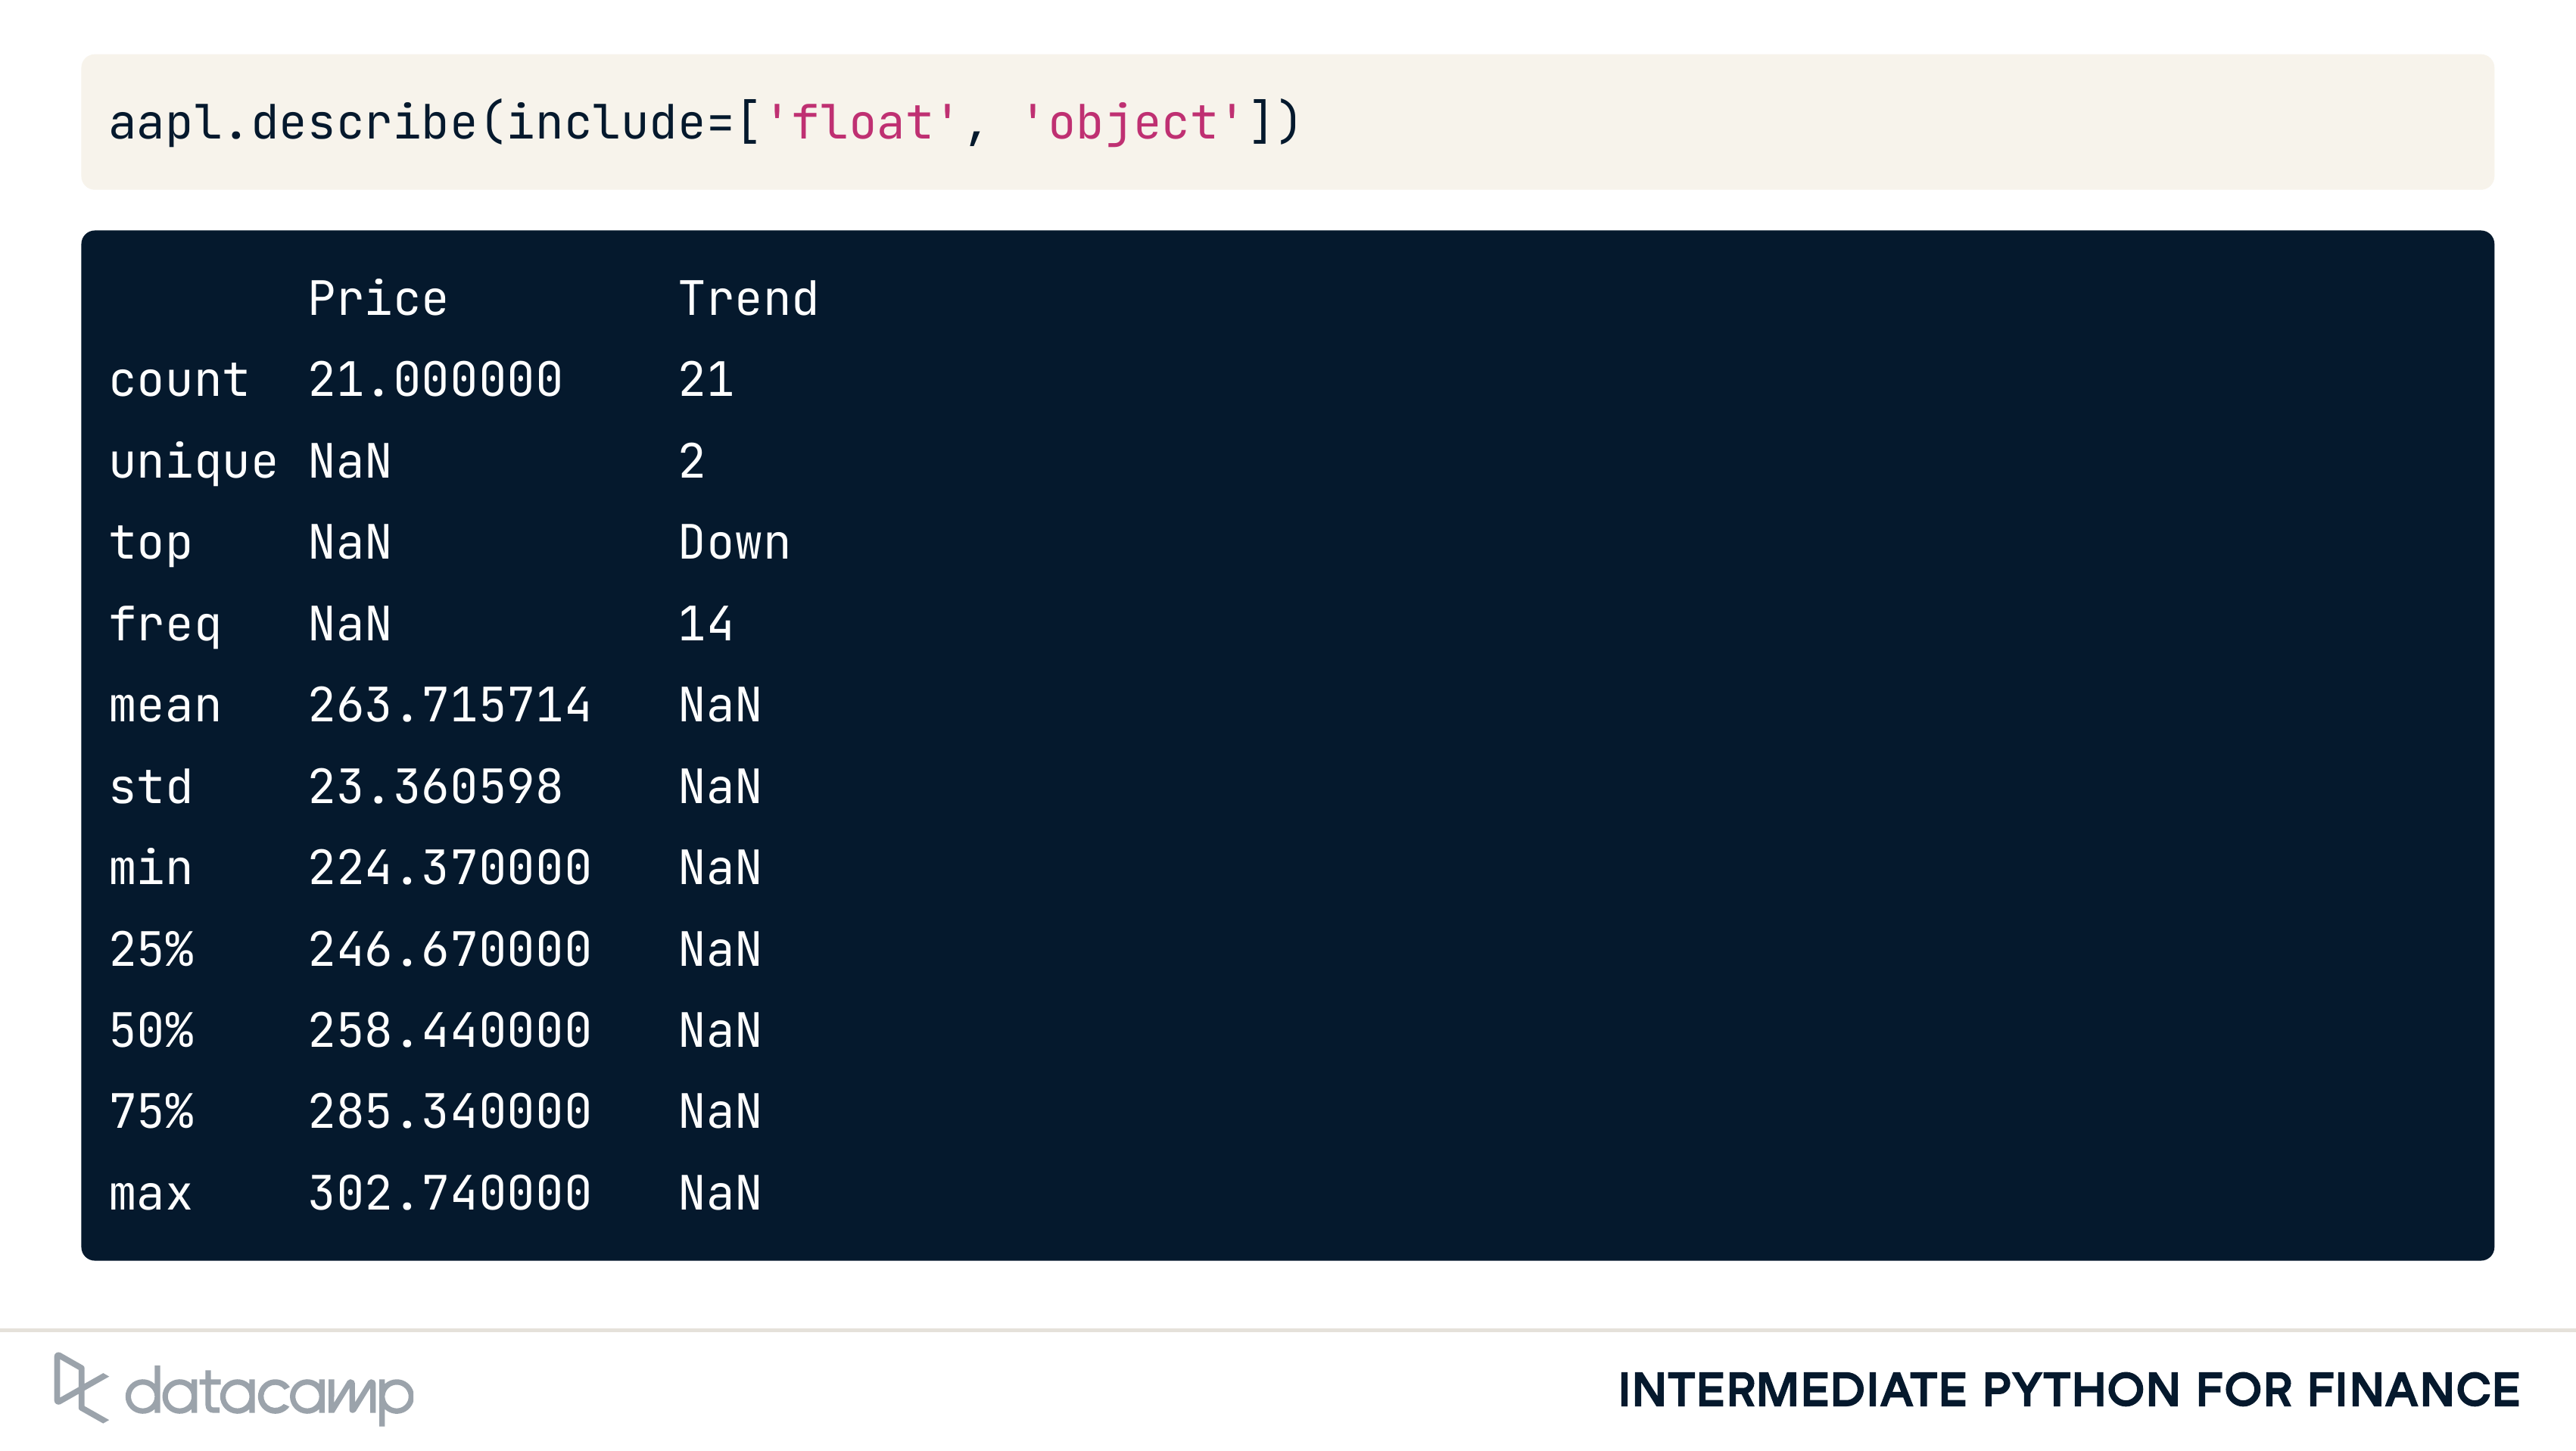 aapl.describe(include=['float', 'object'])
Price Trend
count 21.000000 21
unique NaN 2
top NaN Down
freq NaN 14
mean 263.715714 NaN
std 23.360598 NaN
min 224.370000 NaN
25% 246.670000 NaN
50% 258.440000 NaN
75% 285.340000 NaN
max 302.740000 NaN
datacamp
INTERMEDIATE PYTHON FOR FINANCE